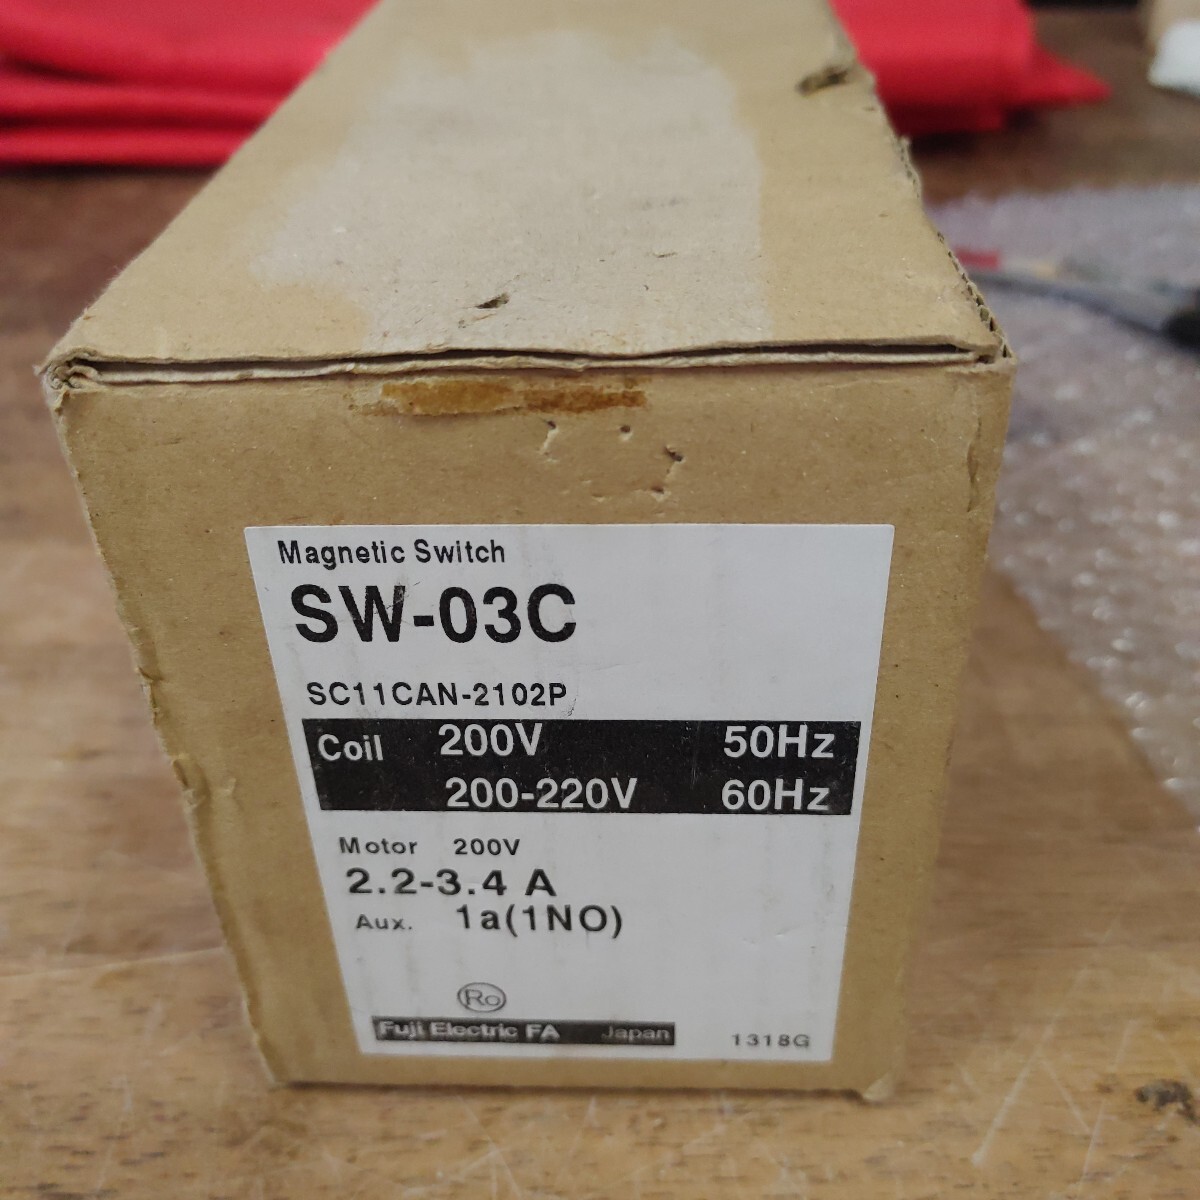 Magnetic Switch
SW-03C
SC11CAN-2102P
Coil 200V 50Hz
200-220V 60Hz
Motor 200V
2.2-3.4 A
Aux. 1a(1NO)
Ro
Fuji Electric FA Japan 1318G